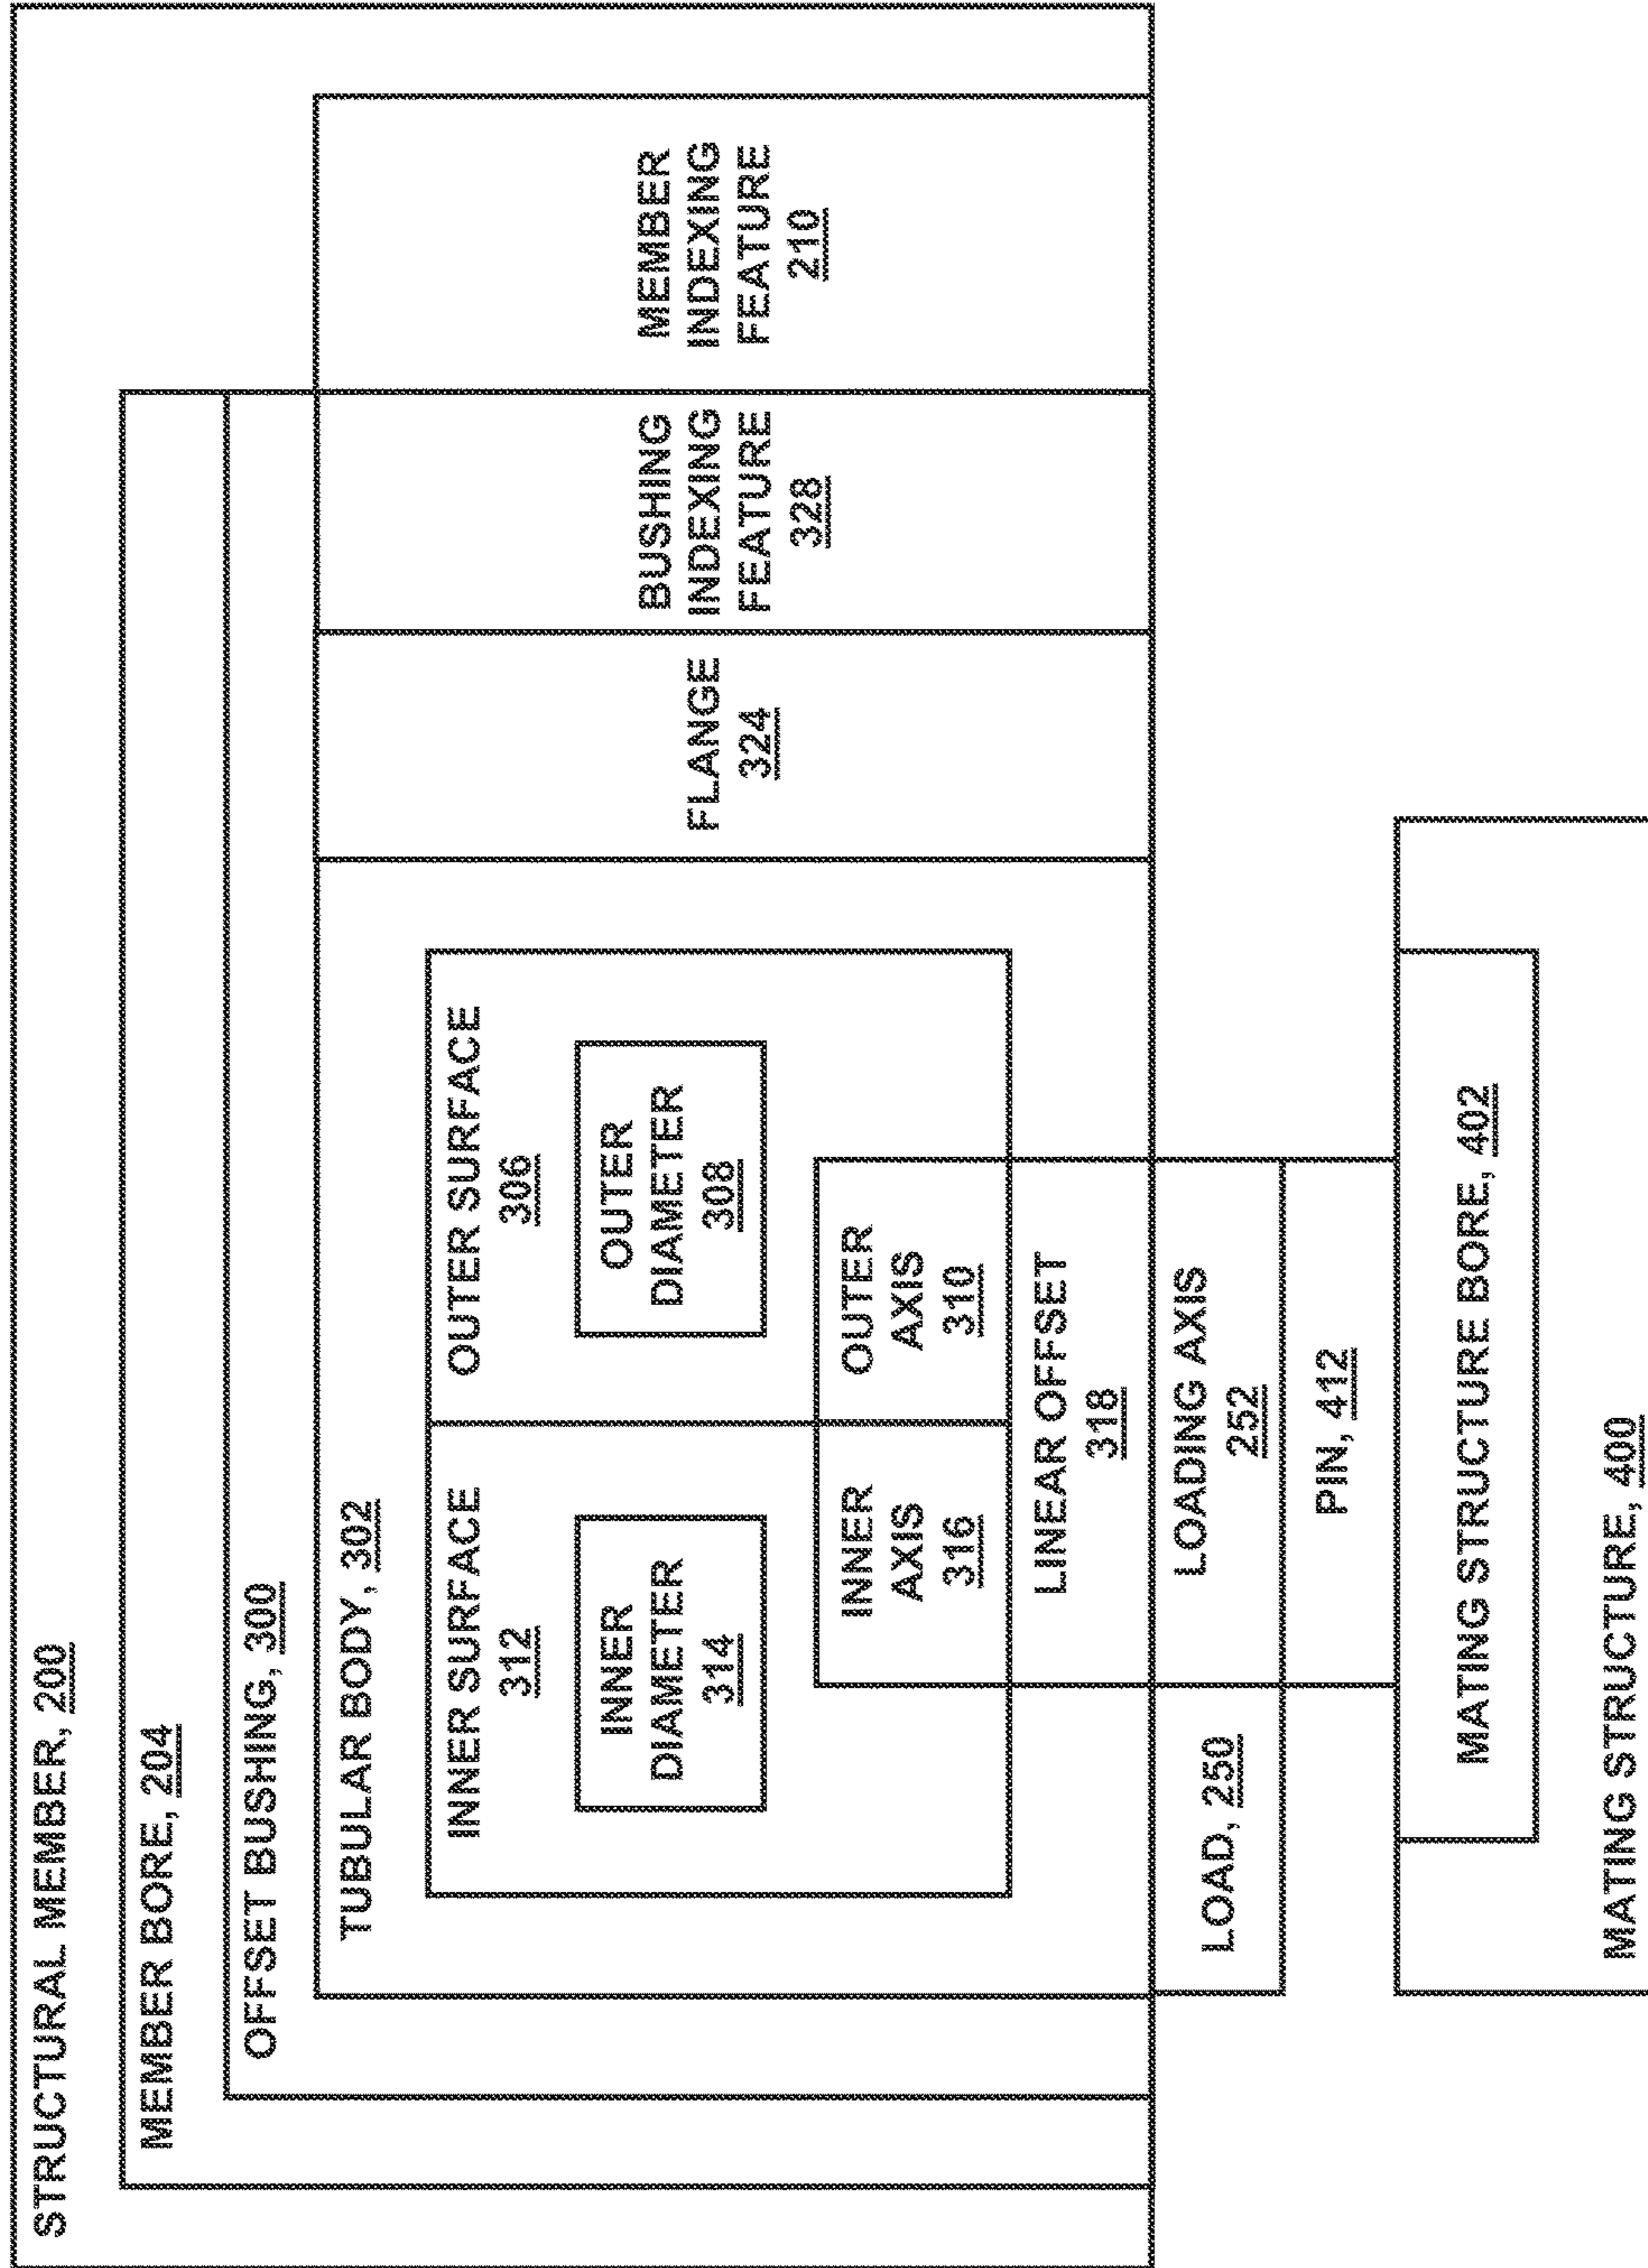 STRUCTURAL MEMBER, 200
MEMBER BORE, 204
OFFSET BUSHING, 300
TUBULAR BODY, 302
INNER SURFACE
312
INNER
DIAMETER
314
OUTER SURFACE
306
OUTER
DIAMETER
308
INNER
AXIS
316
OUTER
AXIS
310
LINEAR OFFSET
318
FLANGE
324
BUSHING
INDEXING
FEATURE
328
MEMBER
INDEXING
FEATURE
210
LOAD, 250
LOADING AXIS
252
PIN, 412
MATING STRUCTURE BORE, 402
MATING STRUCTURE, 400